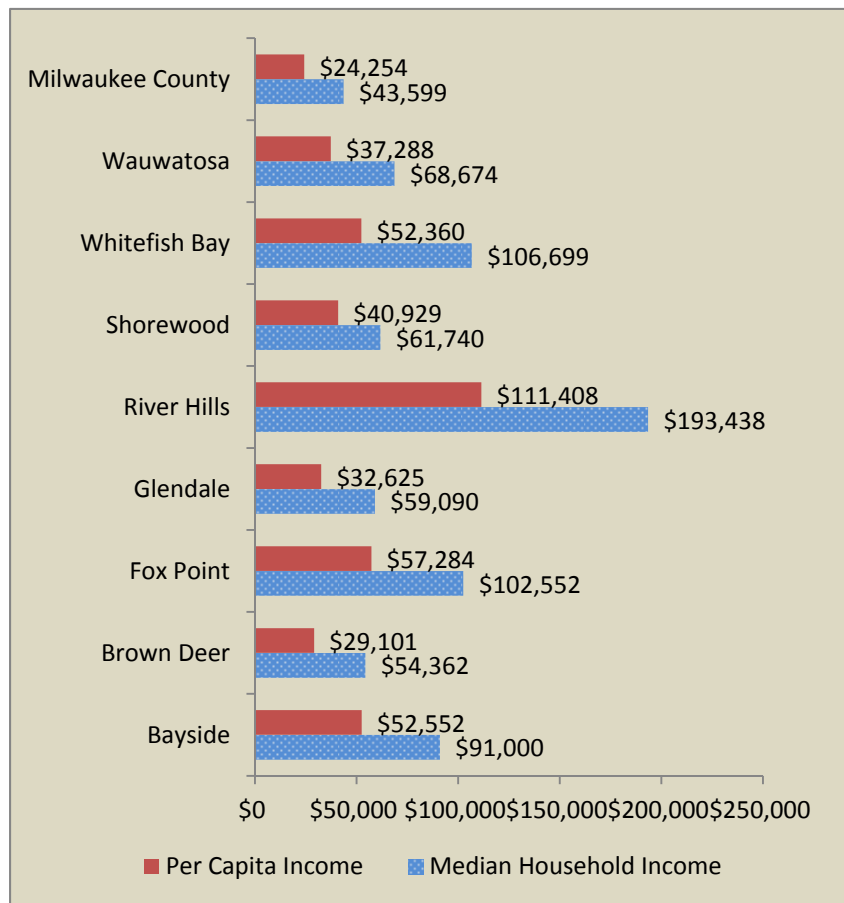 Milwaukee County
$24,254
$43,599
Wauwatosa
$37,288
$68,674
Whitefish Bay
$52,360
$106,699
Shorewood
$40,929
$61,740
River Hills
$111,408
$193,438
Glendale
$32,625
$59,090
Fox Point
$57,284
$102,552
Brown Deer
$29,101
$54,362
Bayside
$52,552
$91,000
$0 $50,000 $100,000 $150,000 $200,000 $250,000
Per Capita Income Median Household Income